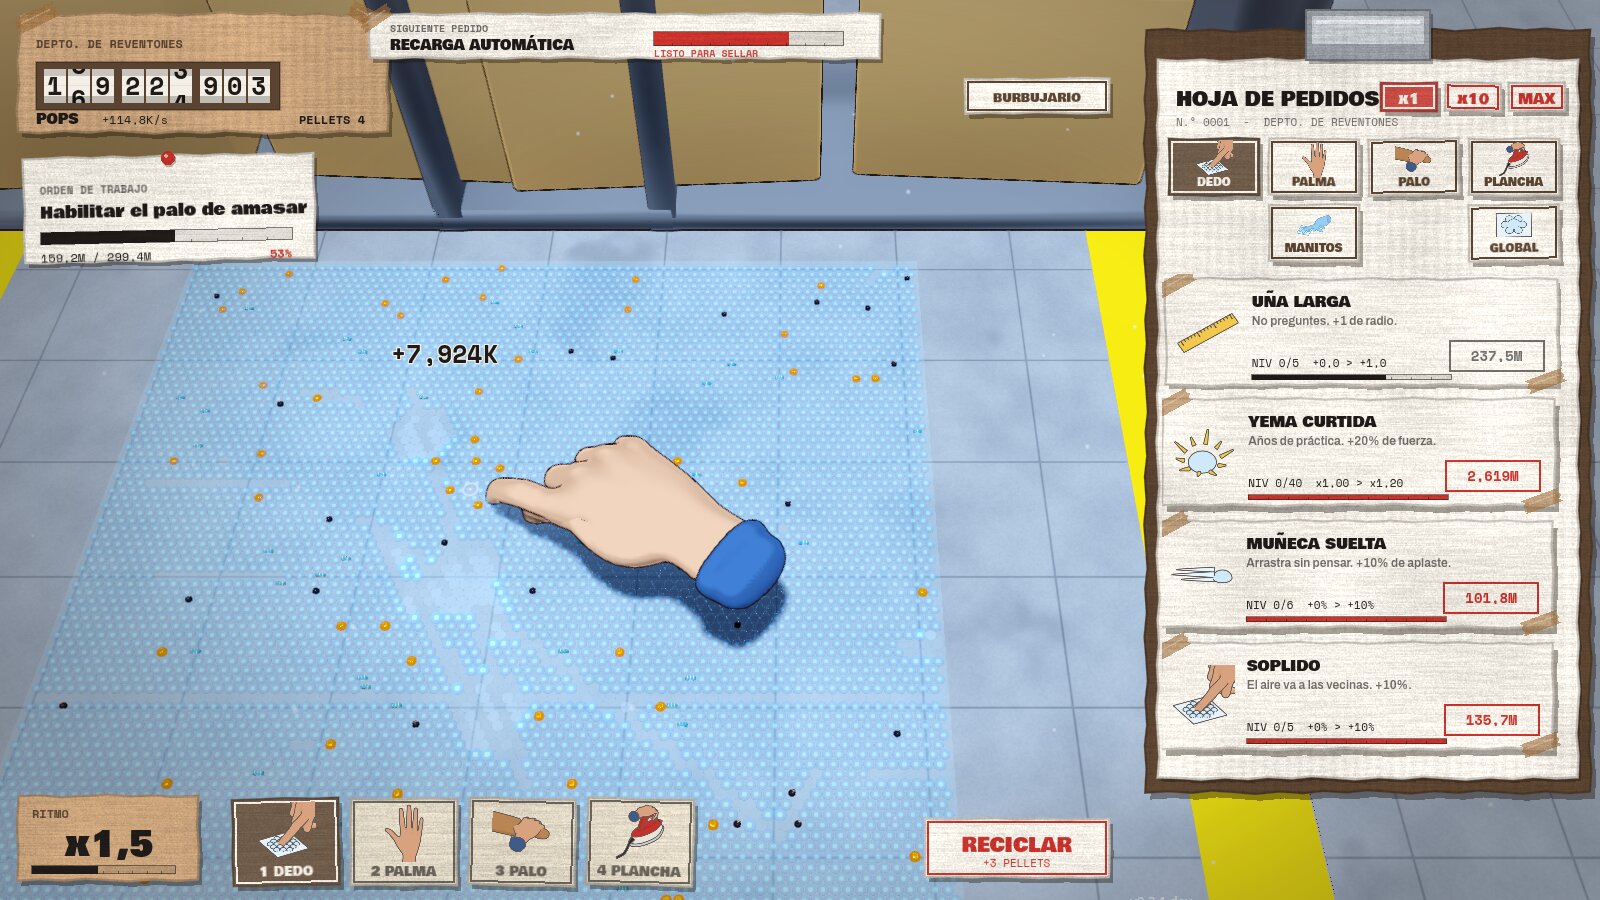 DEPTO. DE REVENTONES
POPS +114,8K/s PELLETS 4
SIGUIENTE PEDIDO
RECARGA AUTOMÁTICA
LISTO PARA SELLAR
BURBUJARIO
ORDEN DE TRABAJO
Habilitar el palo de amasar
159,2M / 299,4M 53%
+7,924K
HOJA DE PEDIDOS x1 x10 MAX
N.° 0001 - DEPTO. DE REVENTONES
DEDO PALMA PALO PLANCHA
MANITOS GLOBAL
UÑA LARGA
No preguntes. +1 de radio.
NIV 0/5 +0,0 > +1,0 237,5M
YEMA CURTIDA
Años de práctica. +20% de fuerza.
NIV 0/40 x1,00 > x1,20 2,619M
MUÑECA SUELTA
Arrastra sin pensar. +10% de aplaste.
NIV 0/6 +0% > +10% 101,8M
SOPLIDO
El aire va a las vecinas. +10%.
NIV 0/5 +0% > +10% 135,7M
RITMO
x1,5
1 DEDO 2 PALMA 3 PALO 4 PLANCHA
RECICLAR
+3 PELLETS